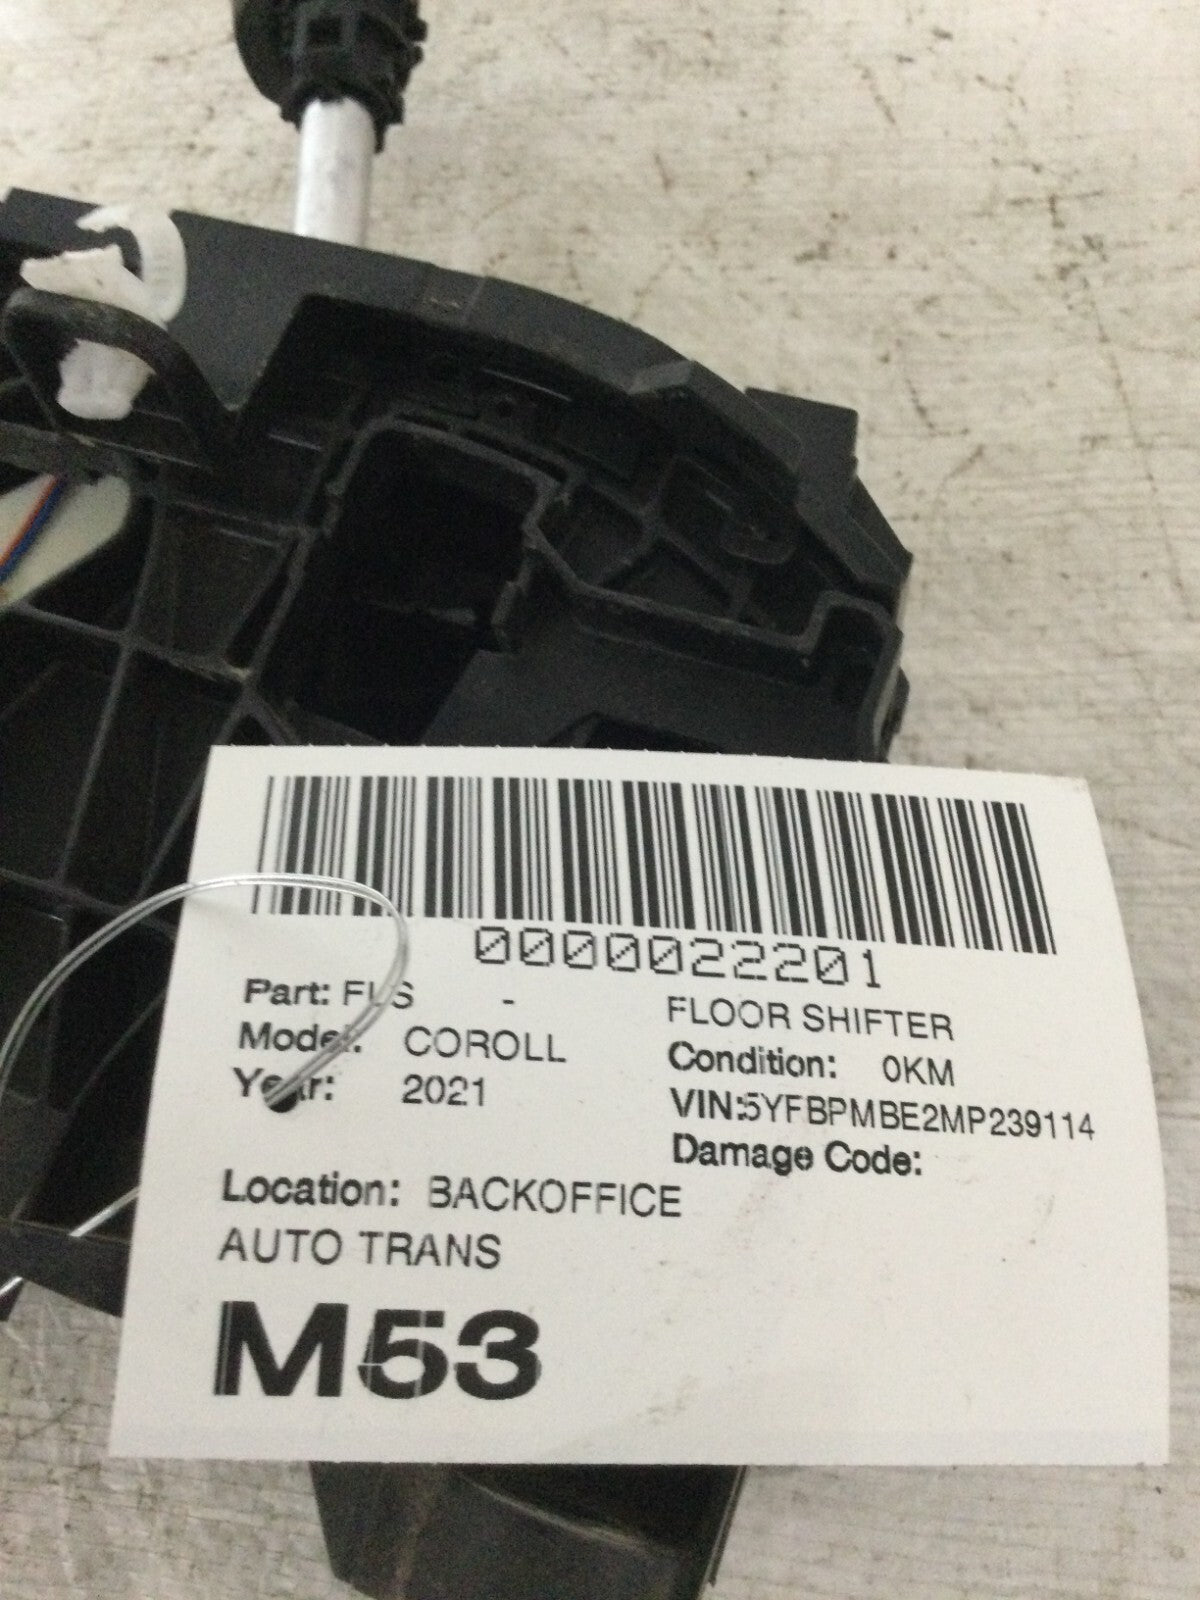 0000022201
Part: FLS - FLOOR SHIFTER
Model: COROLL Condition: 0KM
Year: 2021 VIN:5YFBPMBE2MP239114
Damage Code:
Location: BACKOFFICE
AUTO TRANS
M53